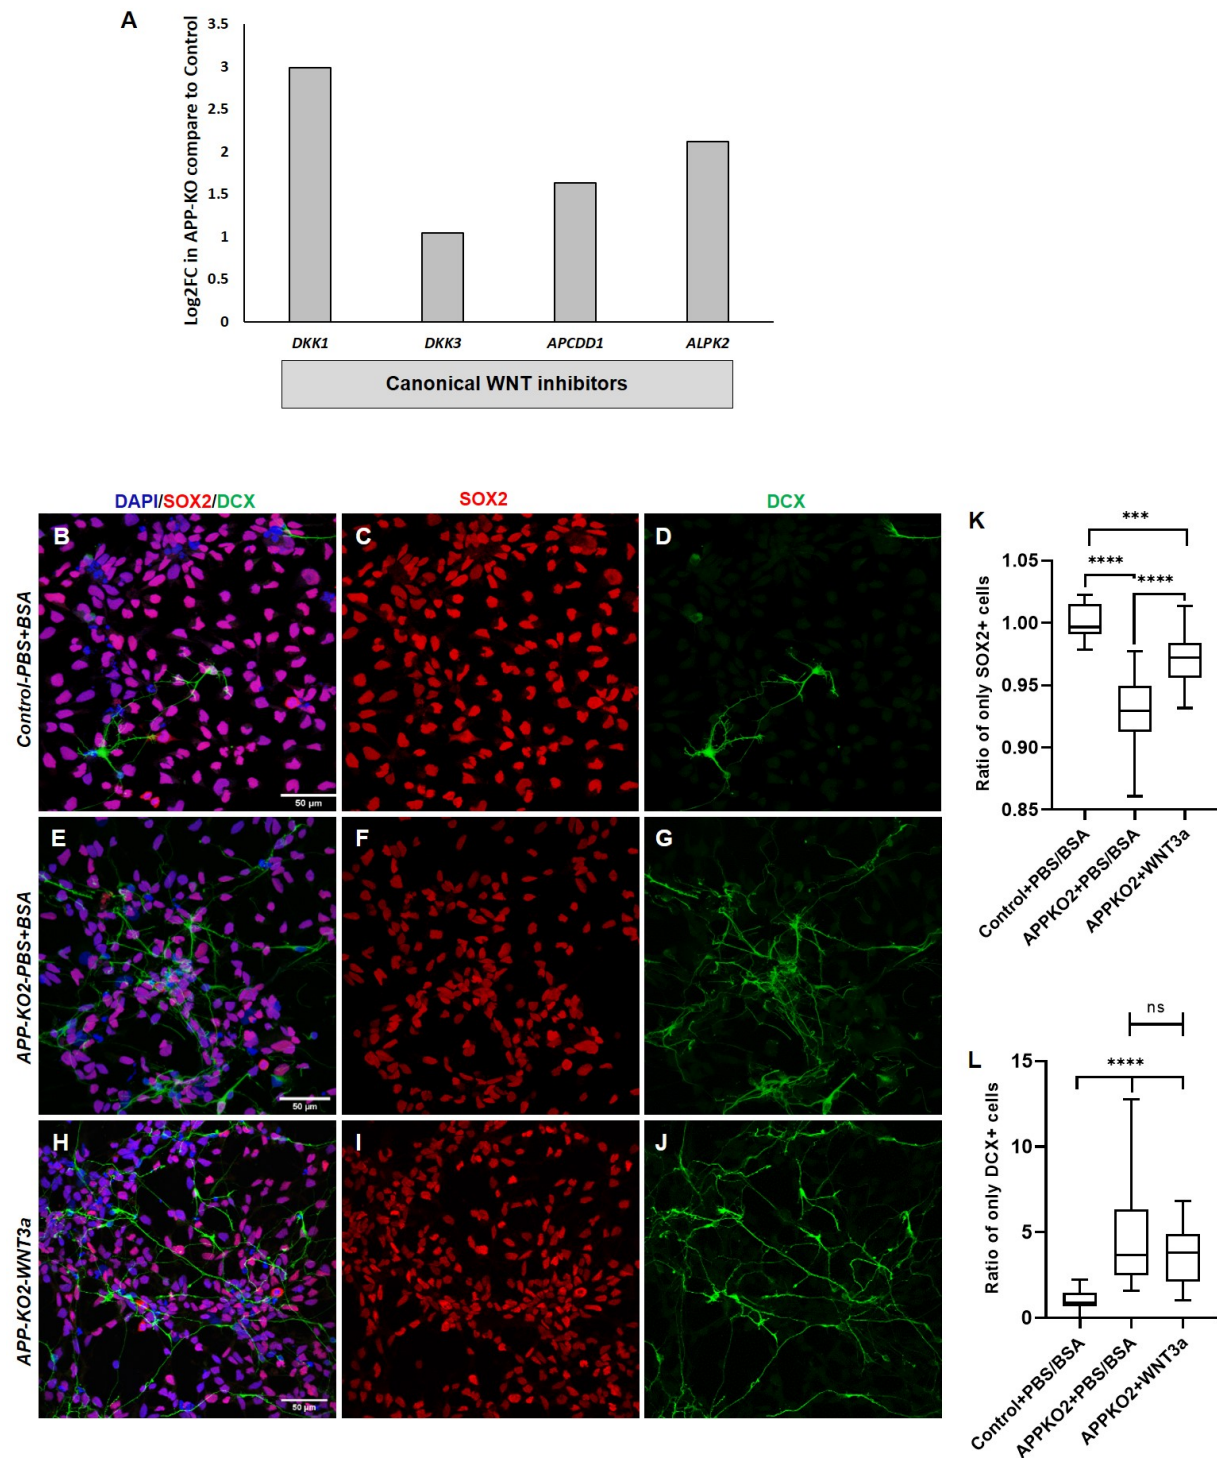 A
Log2FC in APP-KO compare to Control
3.5
3
2.5
2
1.5
1
0.5
0
DKK1 DKK3 APCDD1 ALPK2
Canonical WNT inhibitors
DAPI/SOX2/DCX SOX2 DCX
Control-PBS+BSA
B C D
50 µm
APP-KO2-PBS+BSA
E F G
50 µm
APP-KO2-WNT3a
H I J
50 µm
K
Ratio of only SOX2+ cells
***
**** ****
1.05
1.00
0.95
0.90
0.85
Control+PBS/BSA
APPKO2+PBS/BSA
APPKO2+WNT3a
L
Ratio of only DCX+ cells
ns
****
15
10
5
0
Control+PBS/BSA
APPKO2+PBS/BSA
APPKO2+WNT3a